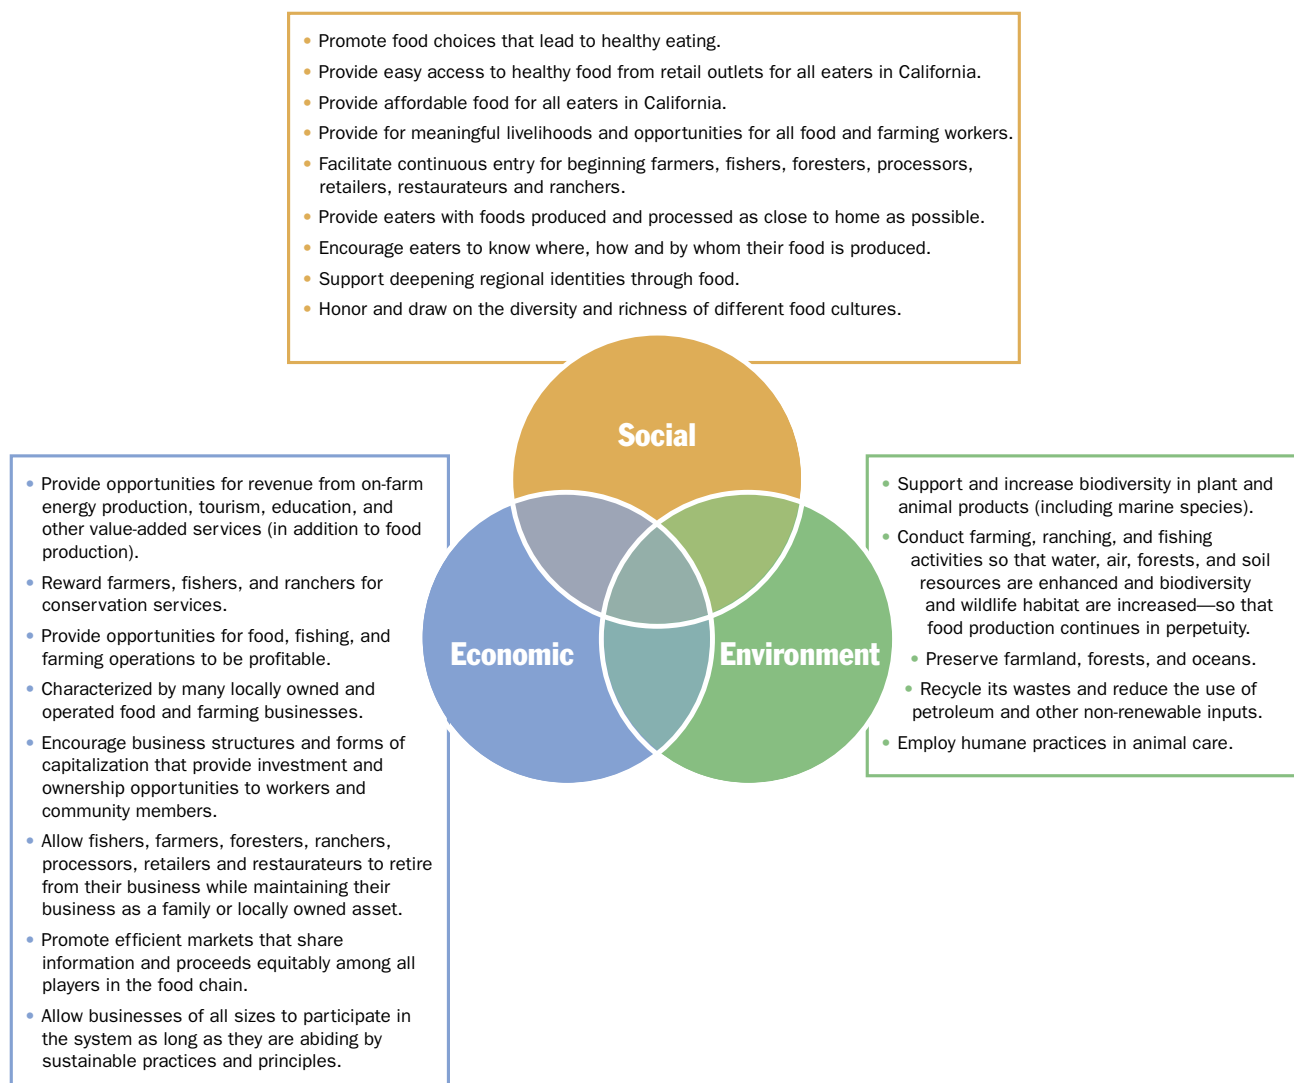 • Promote food choices that lead to healthy eating.
• Provide easy access to healthy food from retail outlets for all eaters in California.
• Provide affordable food for all eaters in California.
• Provide for meaningful livelihoods and opportunities for all food and farming workers.
• Facilitate continuous entry for beginning farmers, fishers, foresters, processors,
retailers, restaurateurs and ranchers.
• Provide eaters with foods produced and processed as close to home as possible.
• Encourage eaters to know where, how and by whom their food is produced.
• Support deepening regional identities through food.
• Honor and draw on the diversity and richness of different food cultures.
Social
Economic
Environment
• Provide opportunities for revenue from on-farm
energy production, tourism, education, and
other value-added services (in addition to food
production).
• Reward farmers, fishers, and ranchers for
conservation services.
• Provide opportunities for food, fishing, and
farming operations to be profitable.
• Characterized by many locally owned and
operated food and farming businesses.
• Encourage business structures and forms of
capitalization that provide investment and
ownership opportunities to workers and
community members.
• Allow fishers, farmers, foresters, ranchers,
processors, retailers and restaurateurs to retire
from their business while maintaining their
business as a family or locally owned asset.
• Promote efficient markets that share
information and proceeds equitably among all
players in the food chain.
• Allow businesses of all sizes to participate in
the system as long as they are abiding by
sustainable practices and principles.
• Support and increase biodiversity in plant and
animal products (including marine species).
• Conduct farming, ranching, and fishing
activities so that water, air, forests, and soil
resources are enhanced and biodiversity
and wildlife habitat are increased—so that
food production continues in perpetuity.
• Preserve farmland, forests, and oceans.
• Recycle its wastes and reduce the use of
petroleum and other non-renewable inputs.
• Employ humane practices in animal care.